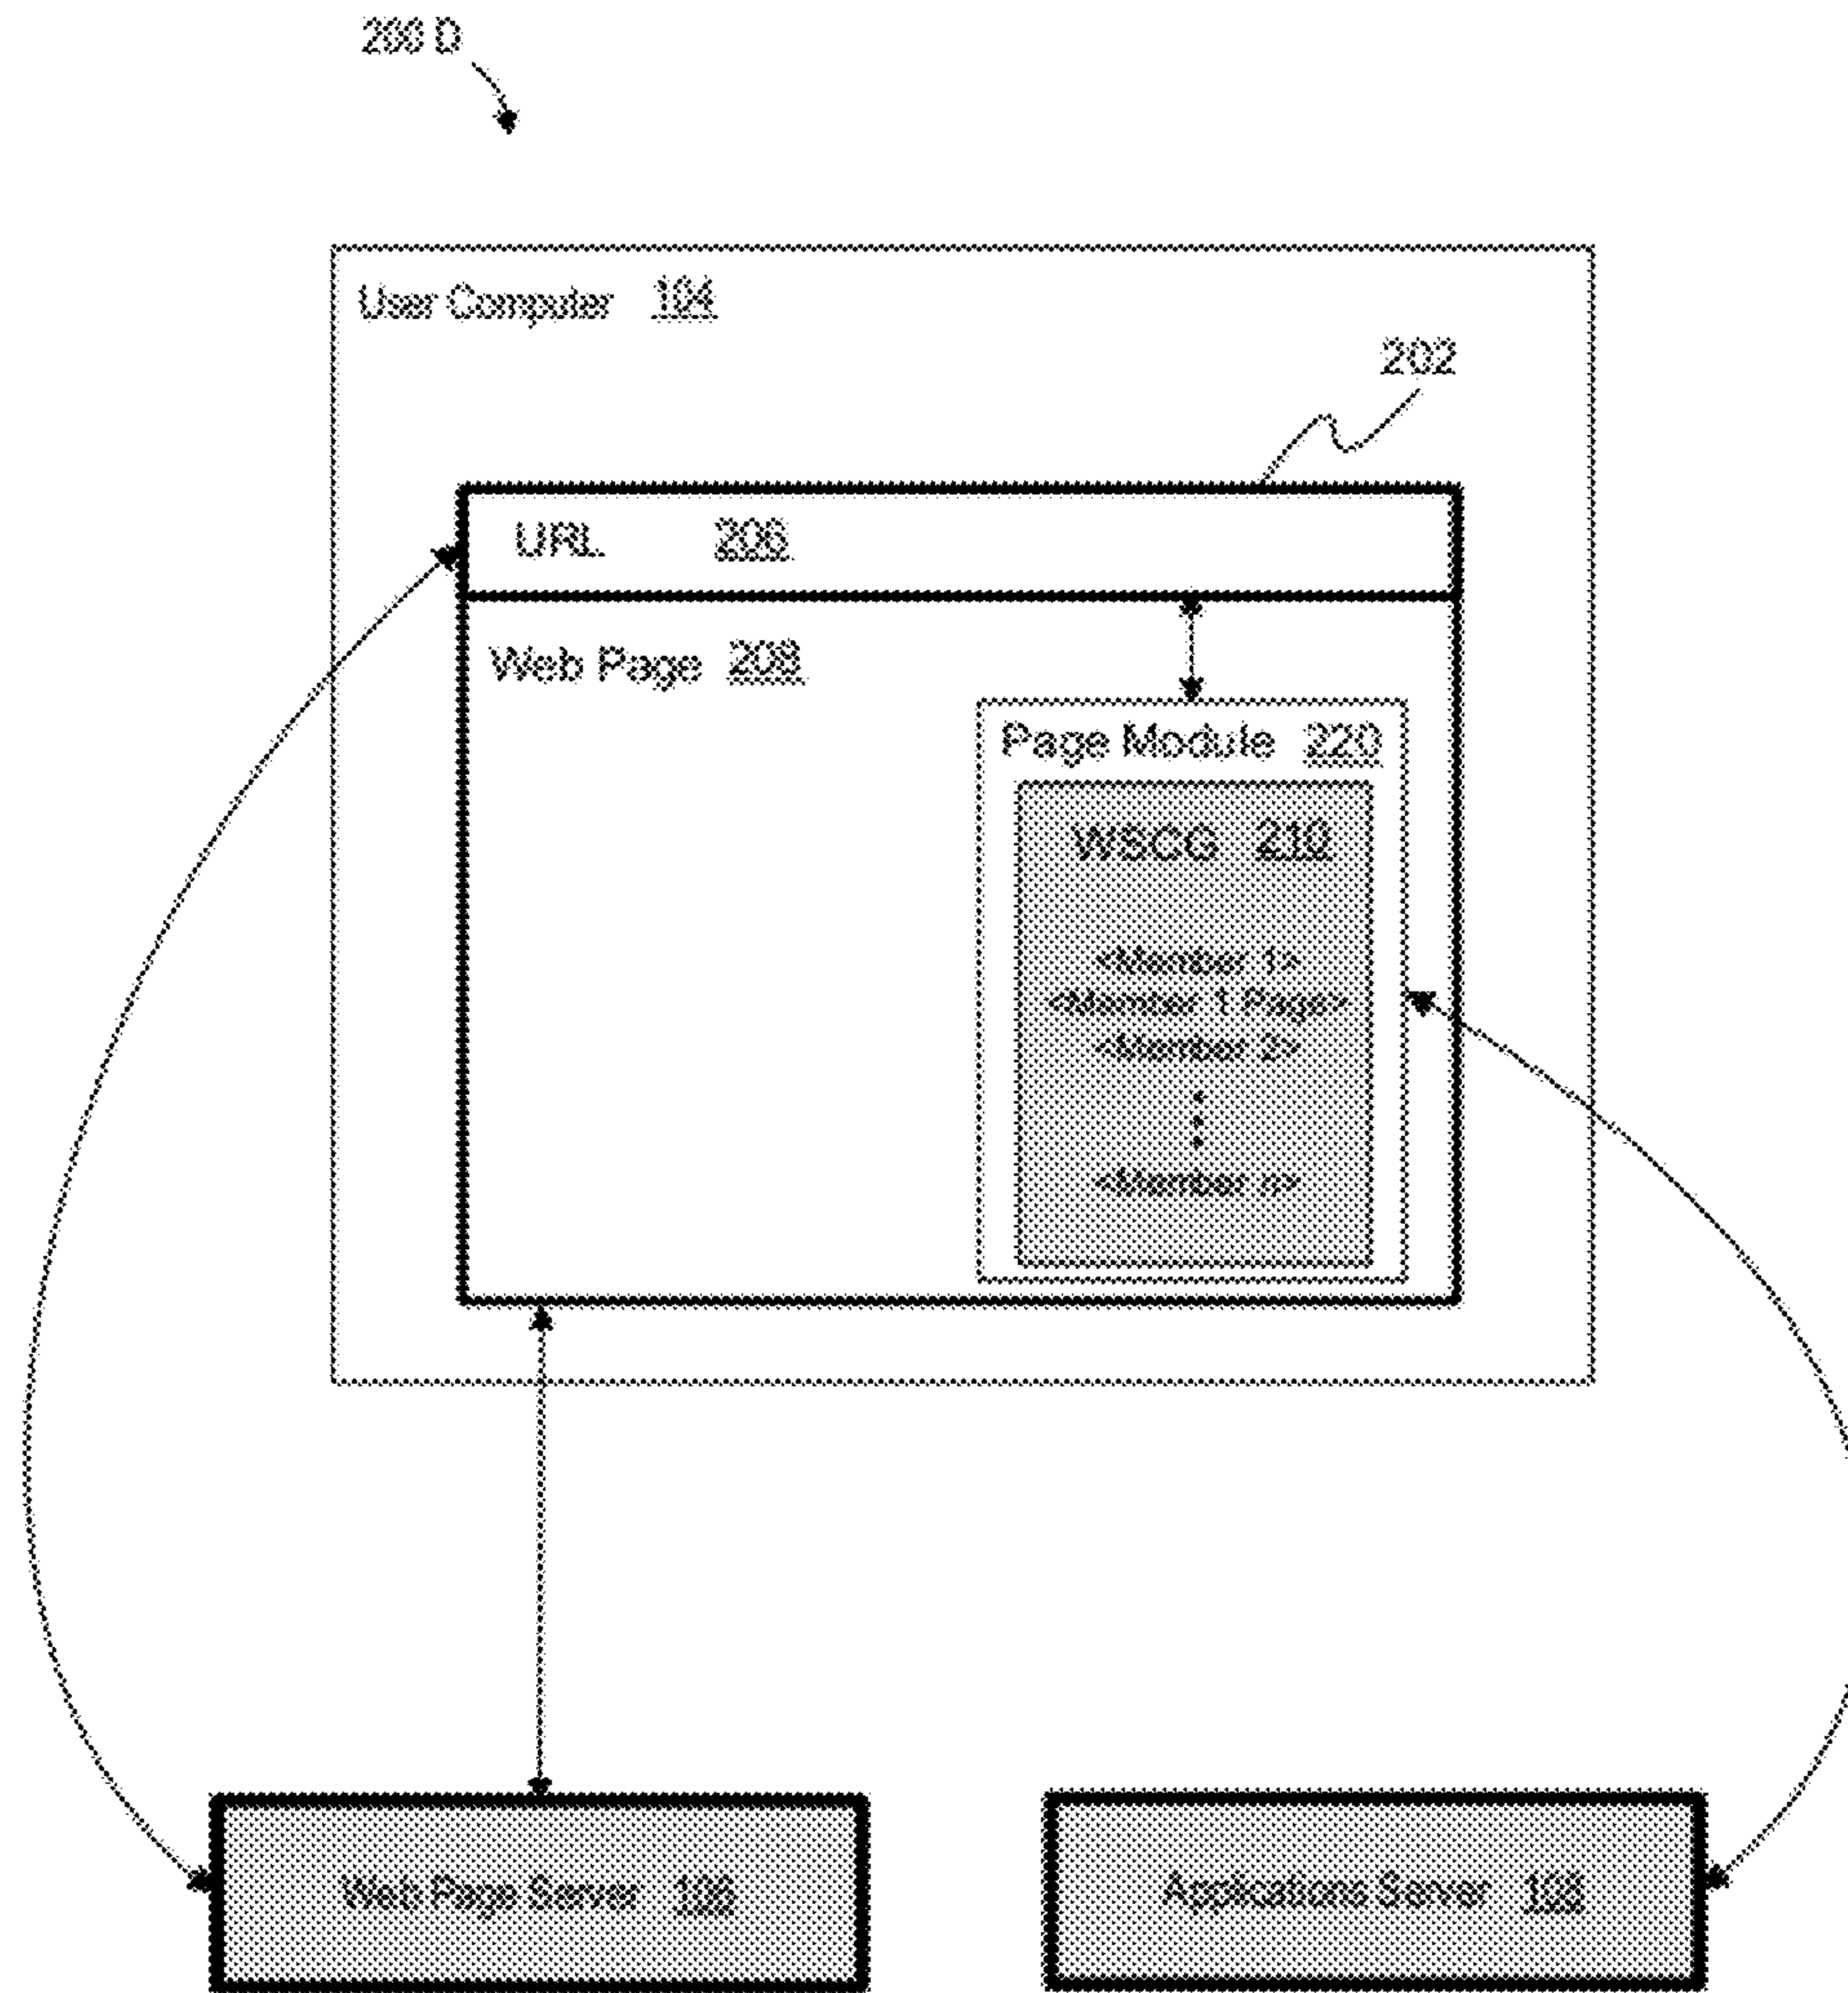 200 D
User Computer 104
202
URL 206
Web Page 208
Page Module 220
WSCG 210
<Member 1>
<Member 1 Page>
<Member 2>
<Member n>
Web Page Server 106
Applications Server 108